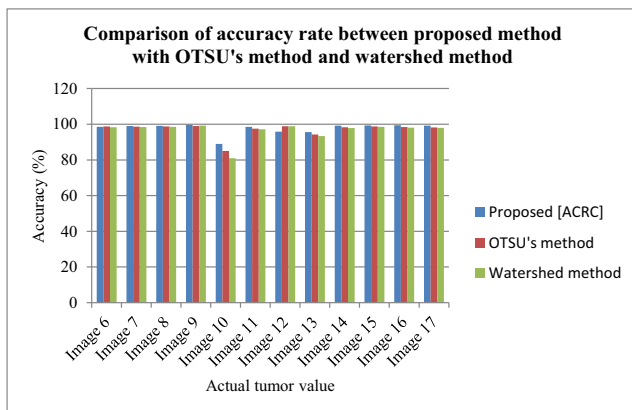 Comparison of accuracy rate between proposed method
with OTSU's method and watershed method
120
100
80
60
40
20
0
Accuracy (%)
Image 6
Image 7
Image 8
Image 9
Image 10
Image 11
Image 12
Image 13
Image 14
Image 15
Image 16
Image 17
Actual tumor value
Proposed [ACRC]
OTSU's method
Watershed method